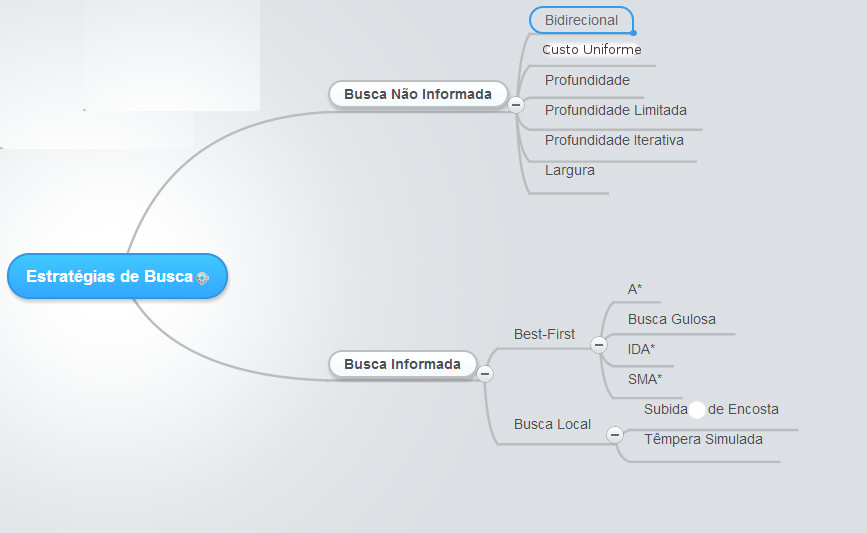 Bidirecional
Custo Uniforme
Busca Não Informada
Profundidade
Profundidade Limitada
Profundidade Iterativa
Largura
Estratégias de Busca
A*
Busca Gulosa
Best-First
IDA*
Busca Informada
SMA*
Subida de Encosta
Busca Local
Têmpera Simulada